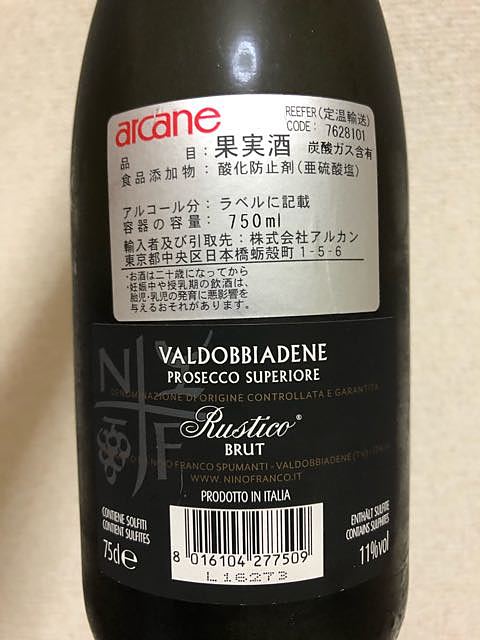 arcane
REEFER(定温輸送)
CODE: 7628101
品目:果実酒 炭酸ガス含有
食品添加物:酸化防止剤(亜硫酸塩)
アルコール分:ラベルに記載
容器の容量:750ml
輸入者及び引取先:株式会社アルカン
東京都中央区日本橋蛎殻町1-5-6
・お酒は二十歳になってから
・妊娠中や授乳期の飲酒は、
胎児・乳児の発育に悪影響を
与えるおそれがあります。
N
F
VALDOBBIADENE
PROSECCO SUPERIORE
DENOMINAZIONE DI ORIGINE CONTROLLATA E GARANTITA
Rustico®
BRUT
NINO FRANCO SPUMANTI - VALDOBBIADENE (TV) - ITALIA
WWW.NINOFRANCO.IT
PRODOTTO IN ITALIA
CONTIENE SOLFITI
CONTENT SULFITES
75cl e
ENTHÄLT SULFITE
CONTAINS SULPHITES
11%vol
8 016104 277509
L 16273